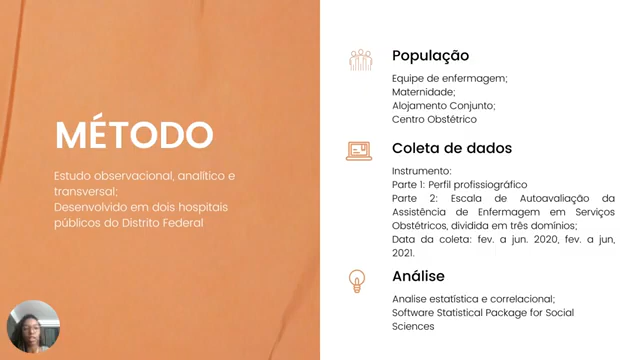 MÉTODO
Estudo observacional, analítico e
transversal;
Desenvolvido em dois hospitais
públicos do Distrito Federal
População
Equipe de enfermagem;
Maternidade;
Alojamento Conjunto;
Centro Obstétrico
Coleta de dados
Instrumento:
Parte 1: Perfil profissiográfico
Parte 2: Escala de Autoavaliação da
Assistência de Enfermagem em Serviços
Obstétricos, dividida em três domínios;
Data da coleta: fev. a jun. 2020, fev. a jun,
2021.
Análise
Analise estatística e correlacional;
Software Statistical Package for Social
Sciences